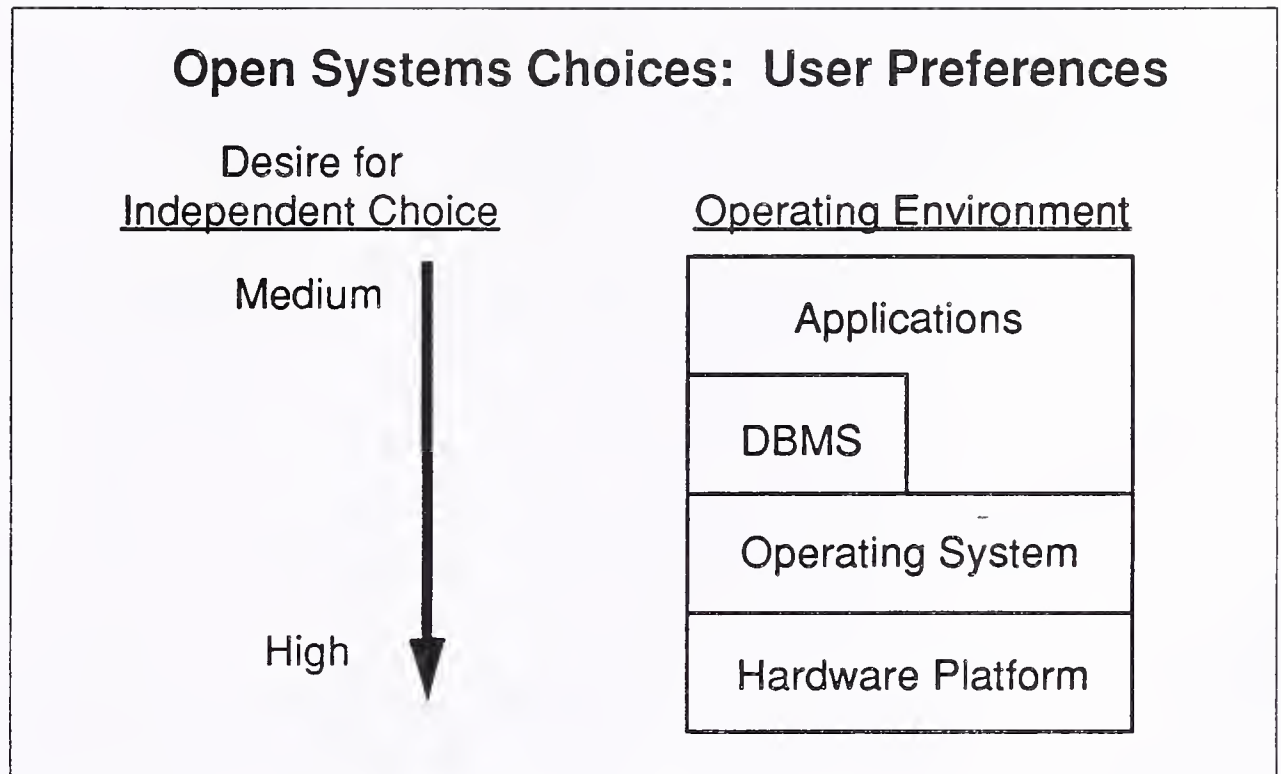 Open Systems Choices: User Preferences
Desire for
Independent Choice
Medium
High
Operating Environment
Applications
DBMS
Operating System
Hardware Platform